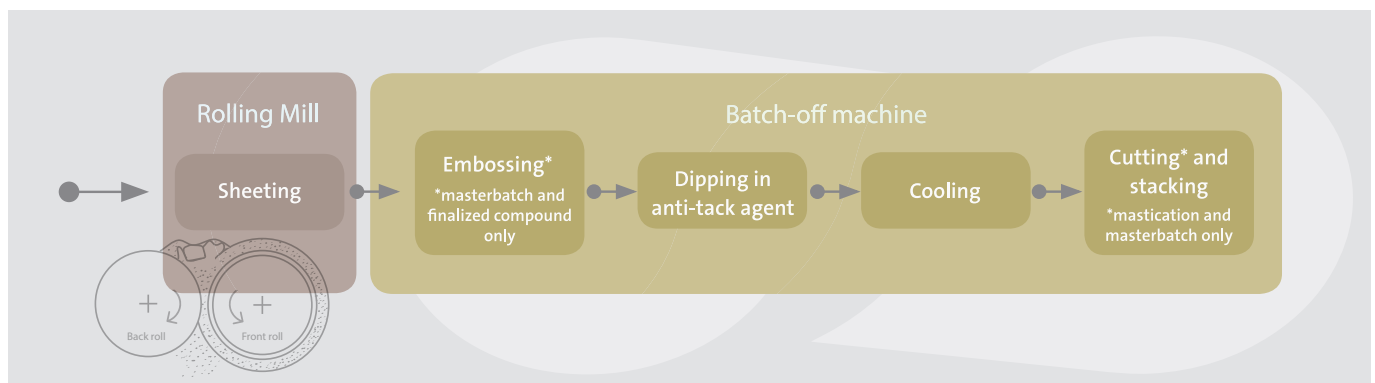 Rolling Mill
Sheeting
Back roll
Front roll
Batch-off machine
Embossing*
*masterbatch and
finalized compound
only
Dipping in
anti-tack agent
Cooling
Cutting* and
stacking
*mastication and
masterbatch only